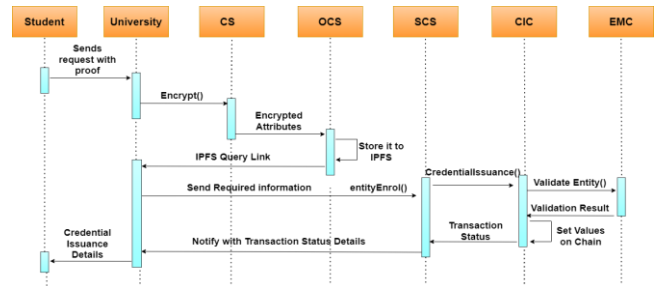 Student University CS OCS SCS CIC EMC
Sends
request with
proof
Encrypt()
Encrypted
Attributes
Store it to
IPFS
IPFS Query Link
CredentialIssuance()
Validate Entity()
Send Required information entityEnrol()
Validation Result
Transaction
Status
Set Values
on Chain
Notify with Transaction Status Details
Credential
Issuance
Details